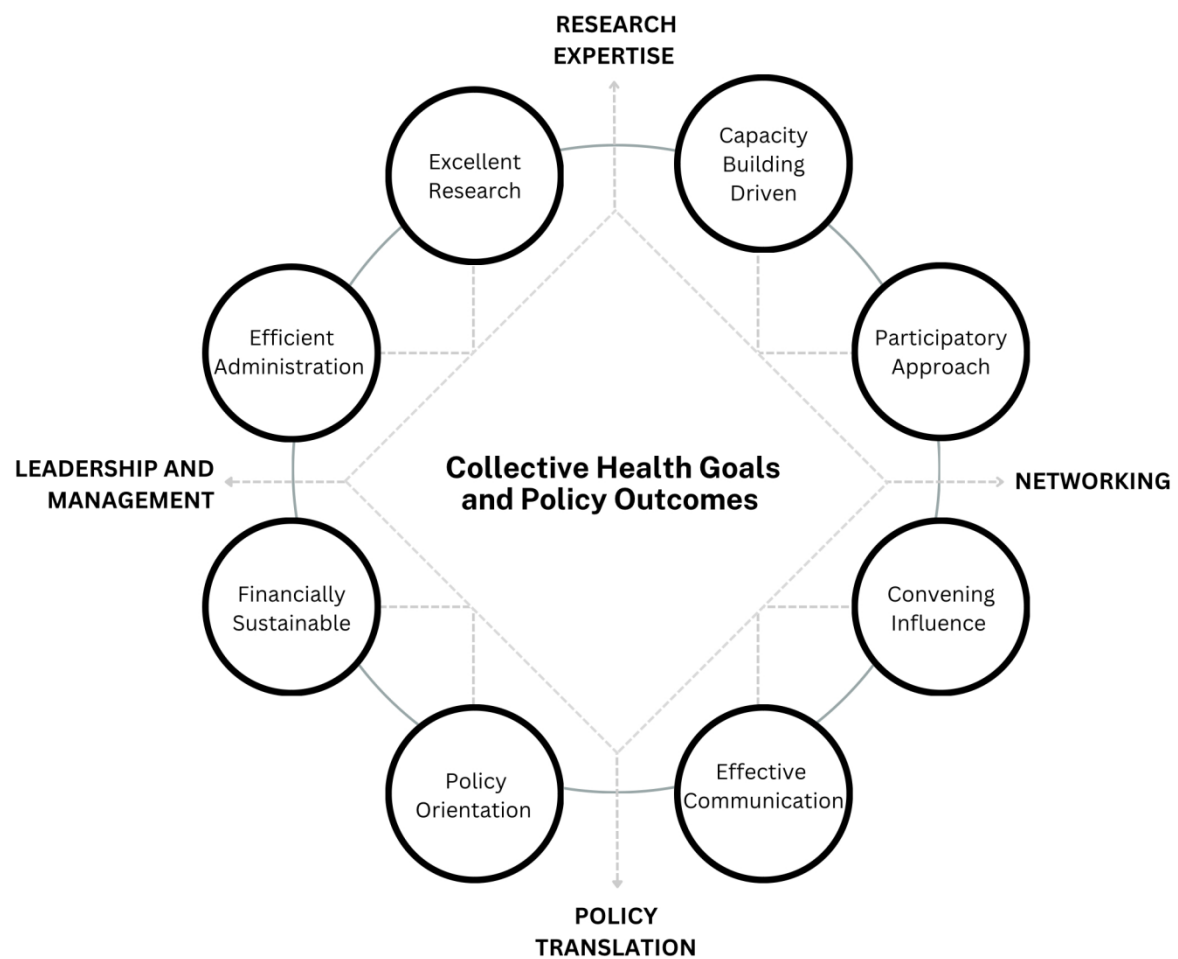 RESEARCH
EXPERTISE
Excellent
Research
Capacity
Building
Driven
Efficient
Administration
Participatory
Approach
LEADERSHIP AND
MANAGEMENT
Collective Health Goals
and Policy Outcomes
NETWORKING
Financially
Sustainable
Convening
Influence
Policy
Orientation
Effective
Communication
POLICY
TRANSLATION